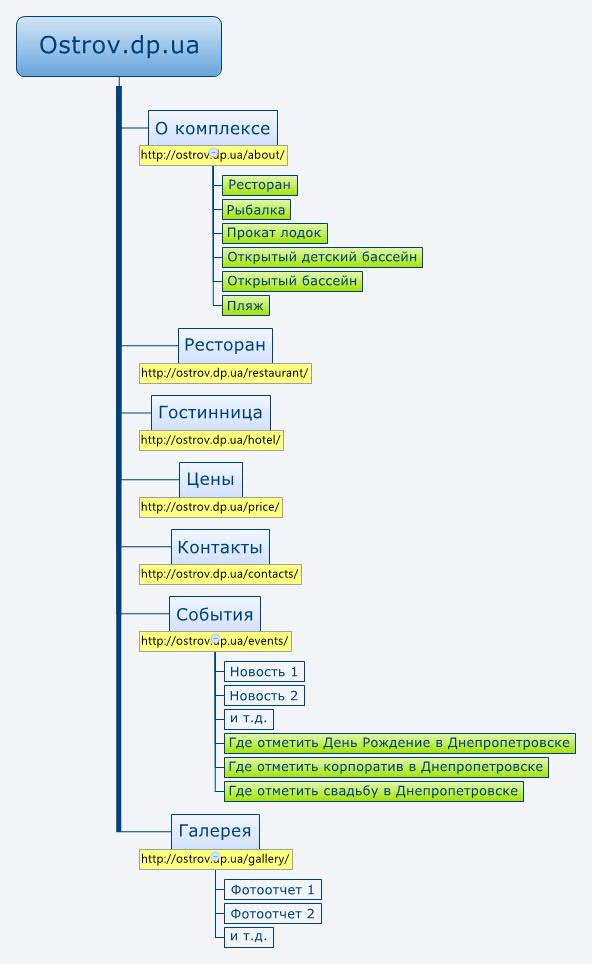 Ostrov.dp.ua
О комплексе
http://ostrov.dp.ua/about/
Ресторан
Рыбалка
Прокат лодок
Открытый детский бассейн
Открытый бассейн
Пляж
Ресторан
http://ostrov.dp.ua/restaurant/
Гостинница
http://ostrov.dp.ua/hotel/
Цены
http://ostrov.dp.ua/price/
Контакты
http://ostrov.dp.ua/contacts/
События
http://ostrov.dp.ua/events/
Новость 1
Новость 2
и т.д.
Где отметить День Рождение в Днепропетровске
Где отметить корпоратив в Днепропетровске
Где отметить свадьбу в Днепропетровске
Галерея
http://ostrov.dp.ua/gallery/
Фотоотчет 1
Фотоотчет 2
и т.д.